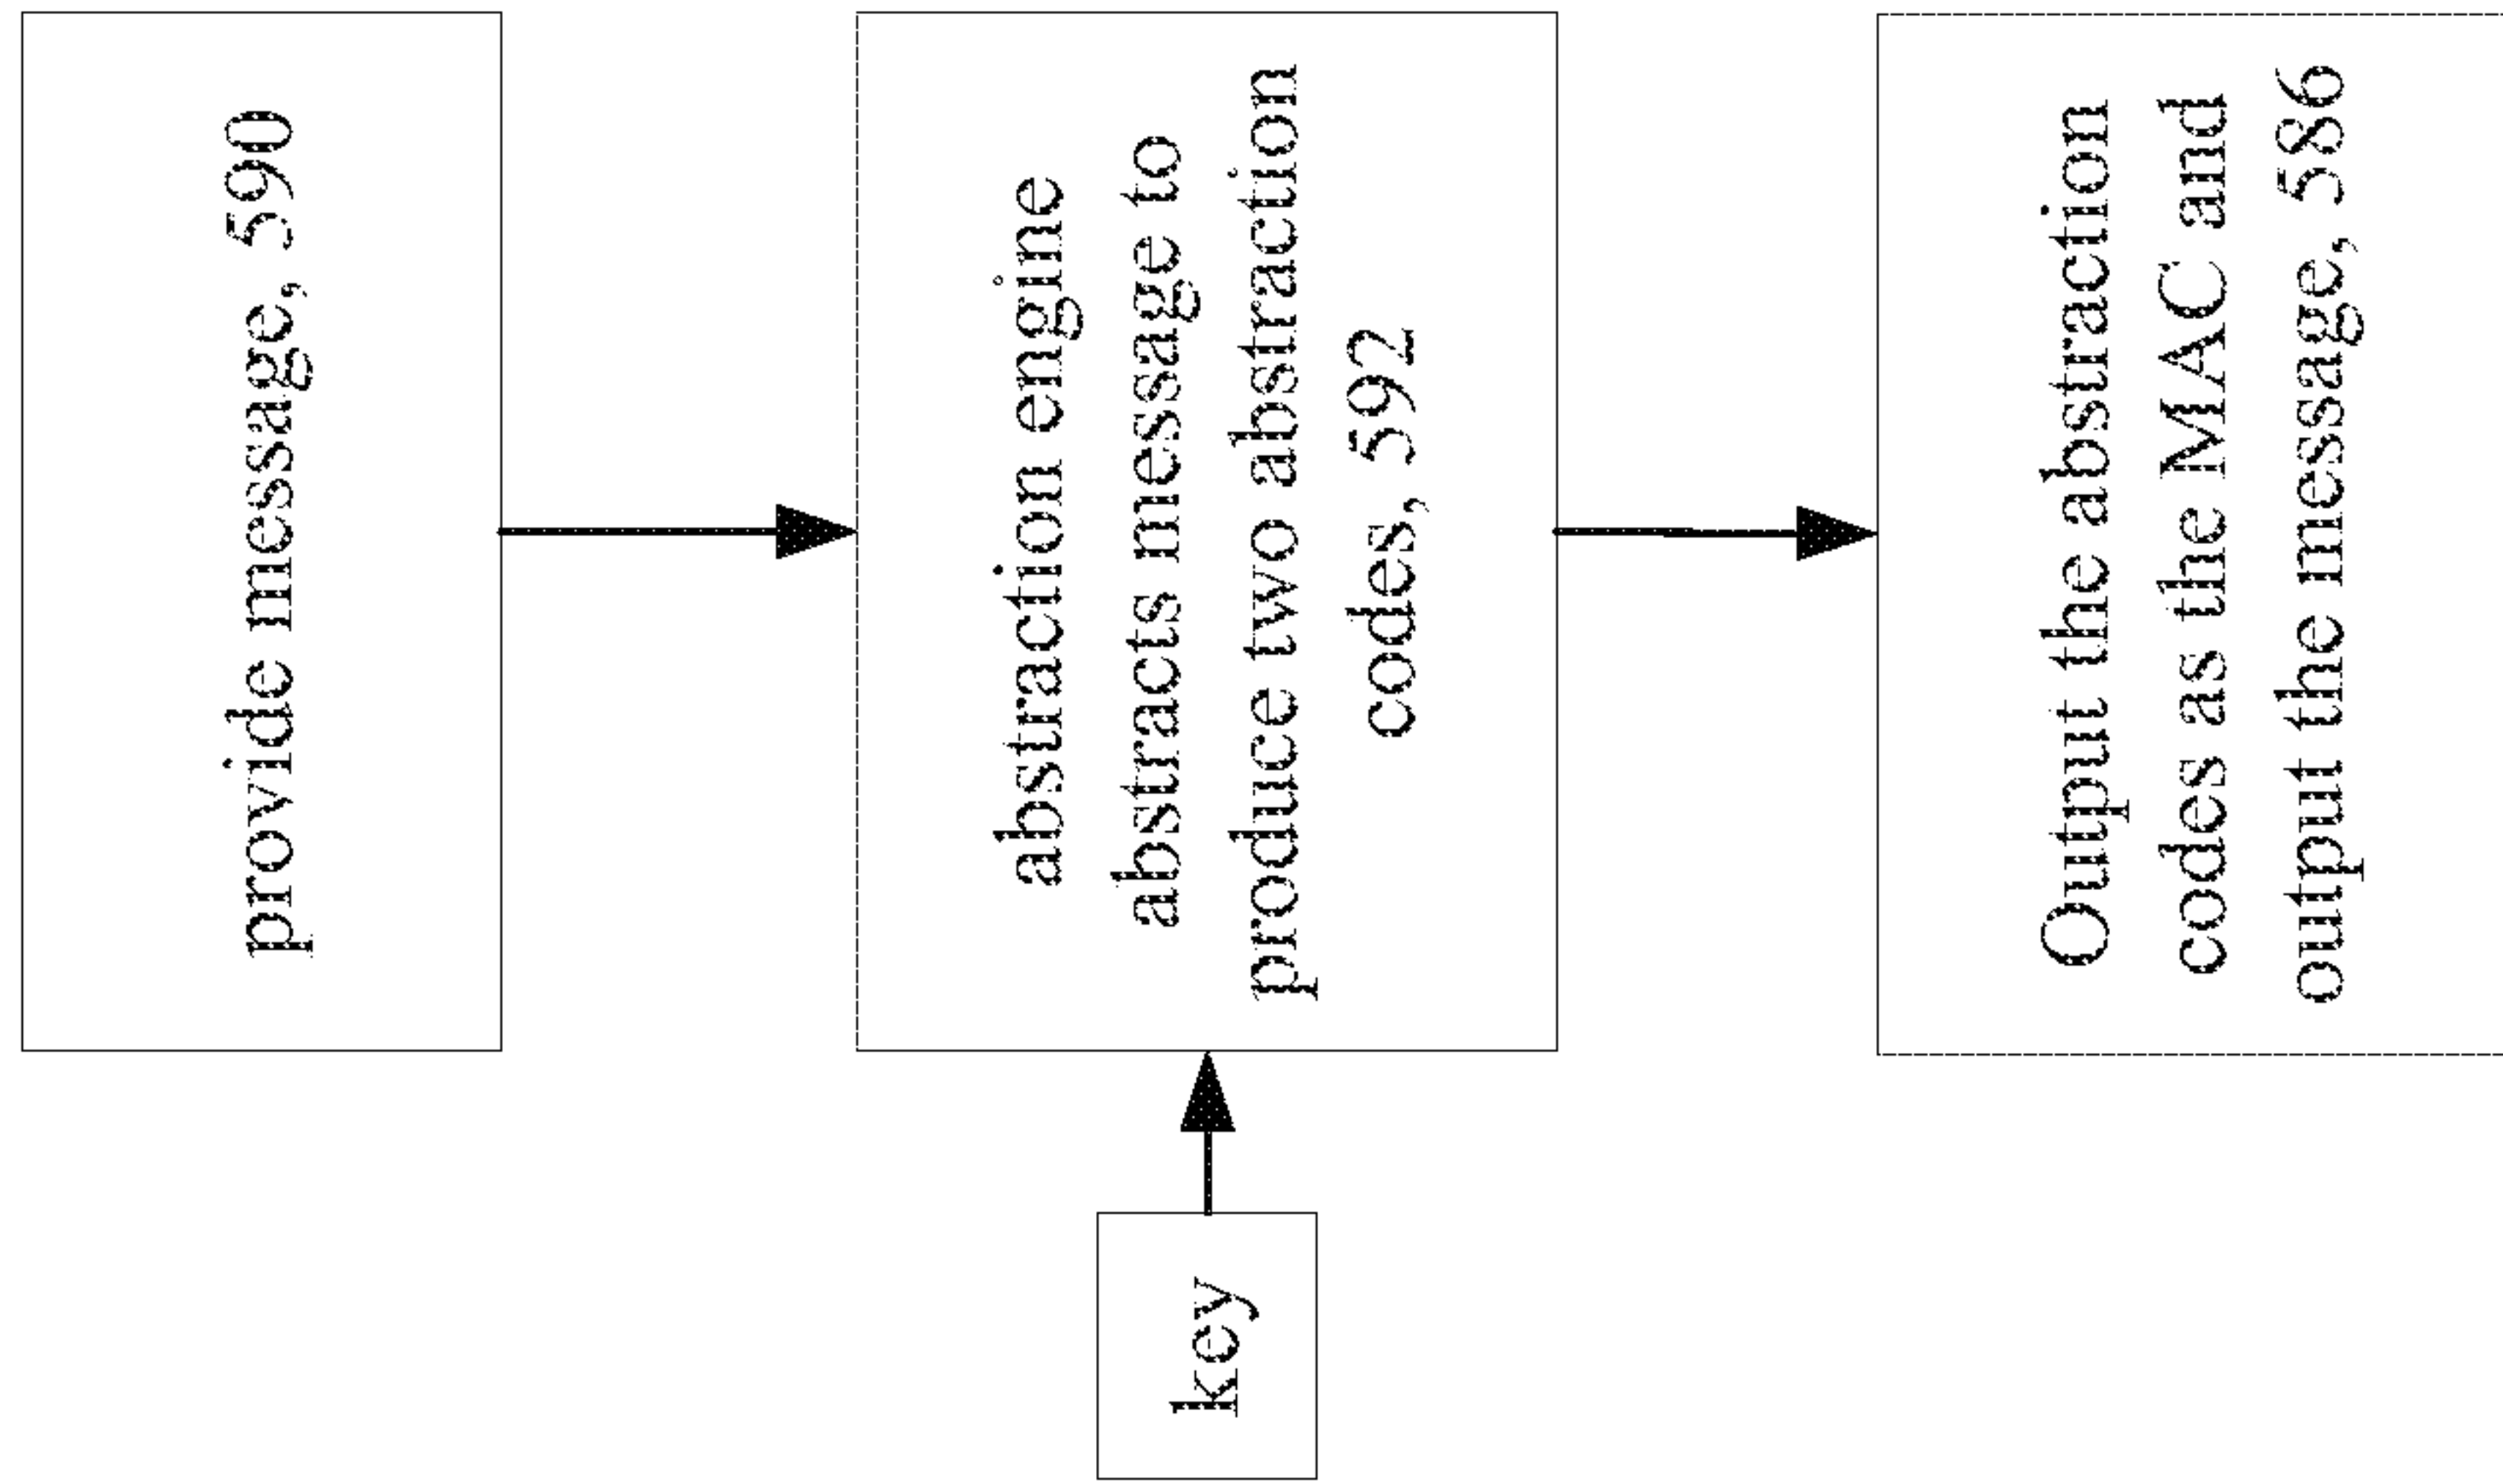 provide message, 590
abstraction engine
abstracts message to
produce two abstraction
codes, 592
key
Output the abstraction
codes as the MAC and
output the message, 586